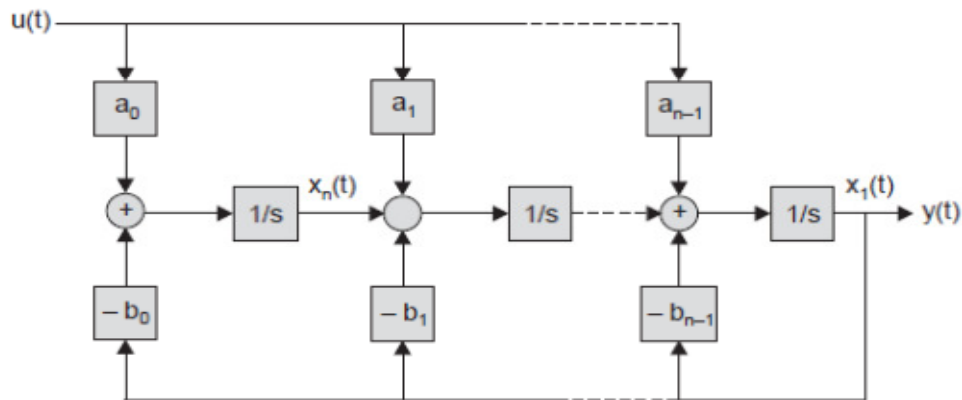 u(t)
a₀ a₁ aₙ₋₁
xₙ(t) x₁(t)
+ 1/s 1/s + 1/s y(t)
– b₀ – b₁ – bₙ₋₁